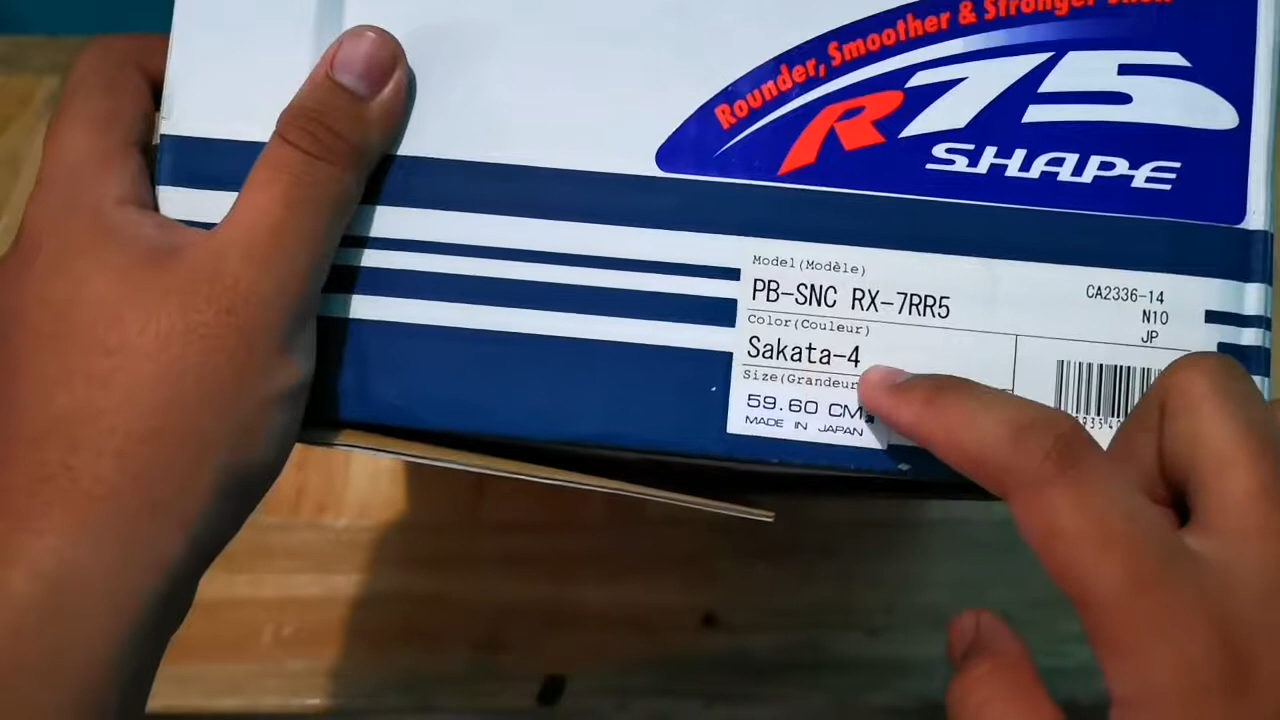 Rounder, Smoother & Stronger
R75
SHAPE
Model(Modèle)
PB-SNC RX-7RR5
CA2336-14
N10
JP
Color(Couleur)
Sakata-4
Size(Grandeur
59.60 CM
MADE IN JAPAN